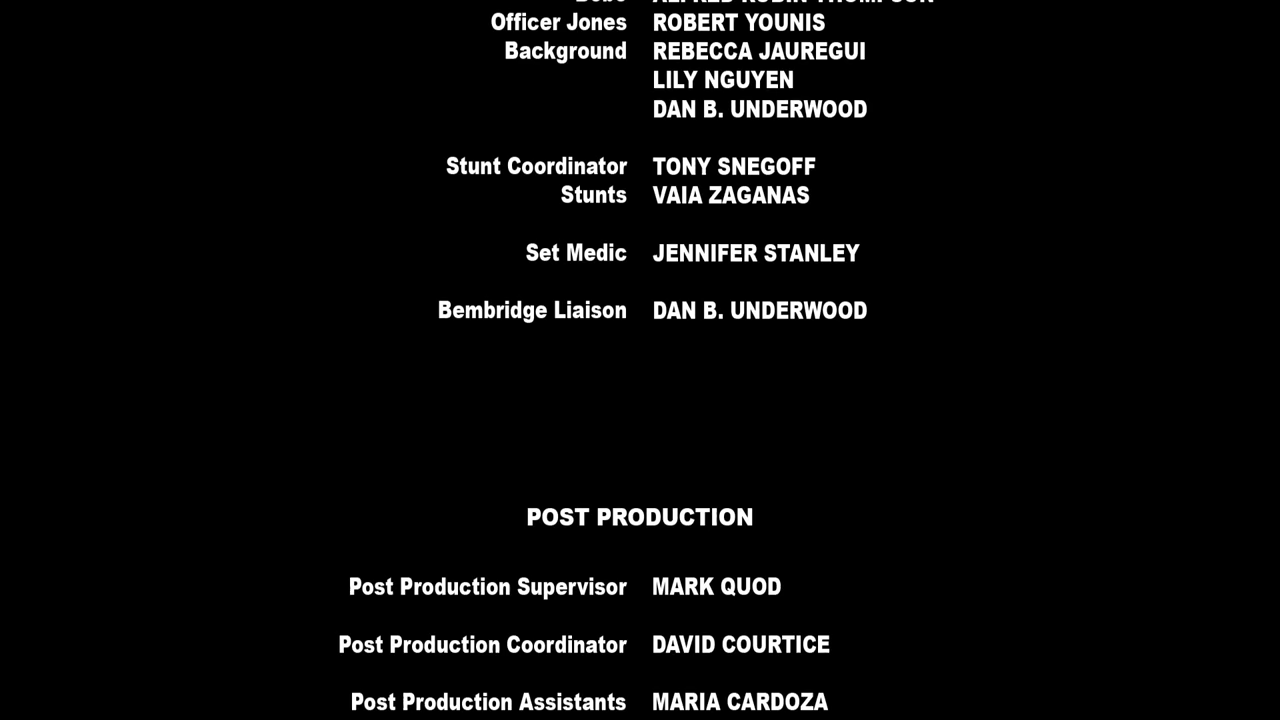 Officer Jones ROBERT YOUNIS
Background REBECCA JAUREGUI
LILY NGUYEN
DAN B. UNDERWOOD
Stunt Coordinator TONY SNEGOFF
Stunts VAIA ZAGANAS
Set Medic JENNIFER STANLEY
Bembridge Liaison DAN B. UNDERWOOD
POST PRODUCTION
Post Production Supervisor MARK QUOD
Post Production Coordinator DAVID COURTICE
Post Production Assistants MARIA CARDOZA